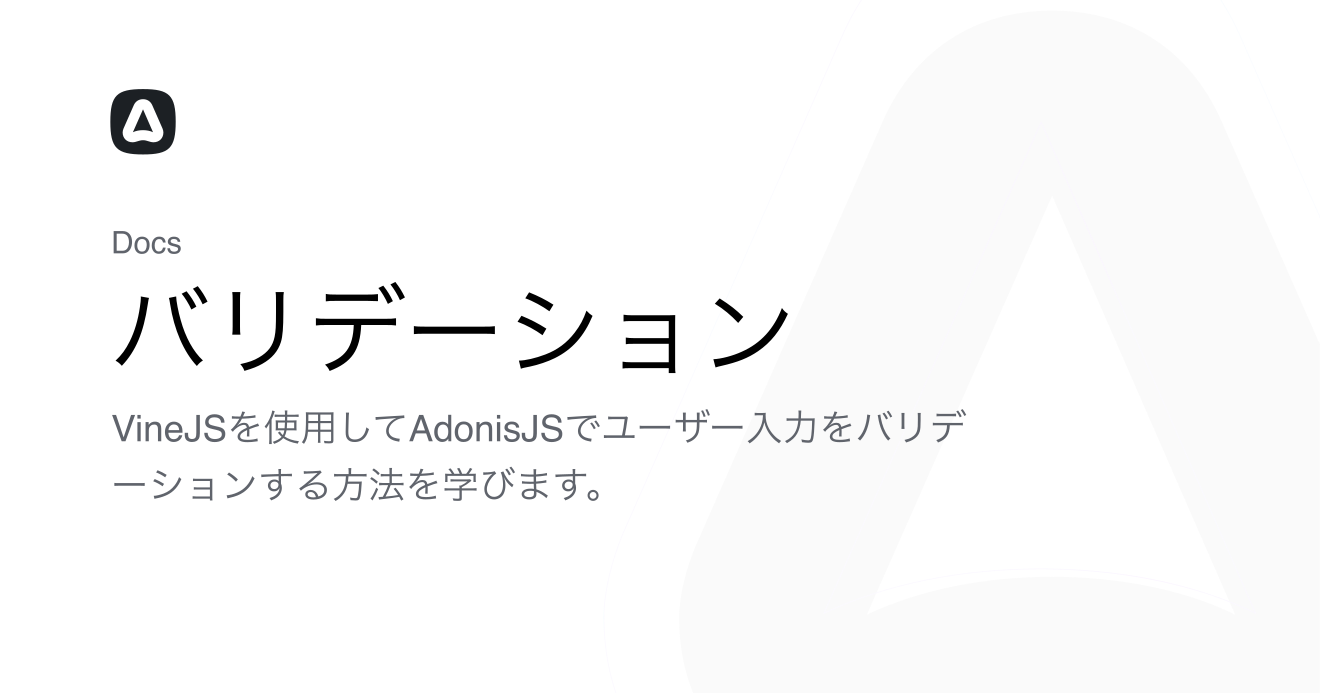 Docs
バリデーション
VineJSを使用してAdonisJSでユーザー入力をバリデ
ーションする方法を学びます。